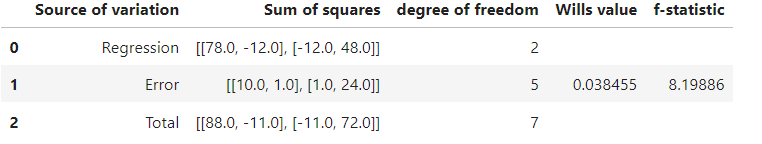 Source of variation Sum of squares degree of freedom Wills value f-statistic
0 Regression [[78.0, -12.0], [-12.0, 48.0]] 2
1 Error [[10.0, 1.0], [1.0, 24.0]] 5 0.038455 8.19886
2 Total [[88.0, -11.0], [-11.0, 72.0]] 7